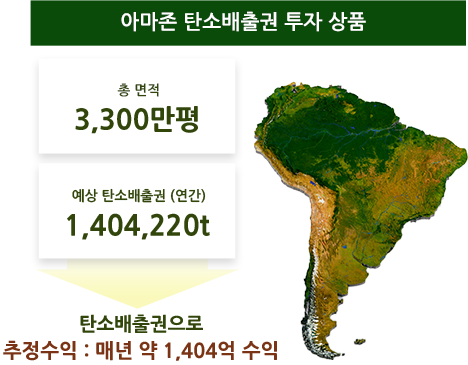 아마존 탄소배출권 투자 상품
총 면적
3,300만평
예상 탄소배출권 (연간)
1,404,220t
탄소배출권으로
추정수익 : 매년 약 1,404억 수익